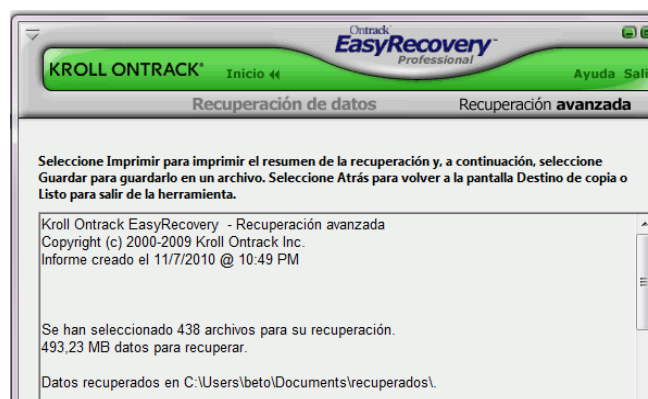 Ontrack
EasyRecovery
Professional
KROLL ONTRACK
Inicio
Ayuda Sali
Recuperación de datos Recuperación avanzada
Seleccione Imprimir para imprimir el resumen de la recuperación y, a continuación, seleccione
Guardar para guardarlo en un archivo. Seleccione Atrás para volver a la pantalla Destino de copia o
Listo para salir de la herramienta.
Kroll Ontrack EasyRecovery - Recuperación avanzada
Copyright (c) 2000-2009 Kroll Ontrack Inc.
Informe creado el 11/7/2010 @ 10:49 PM
Se han seleccionado 438 archivos para su recuperación.
493,23 MB datos para recuperar.
Datos recuperados en C:\Users\beto\Documents\recuperados\.